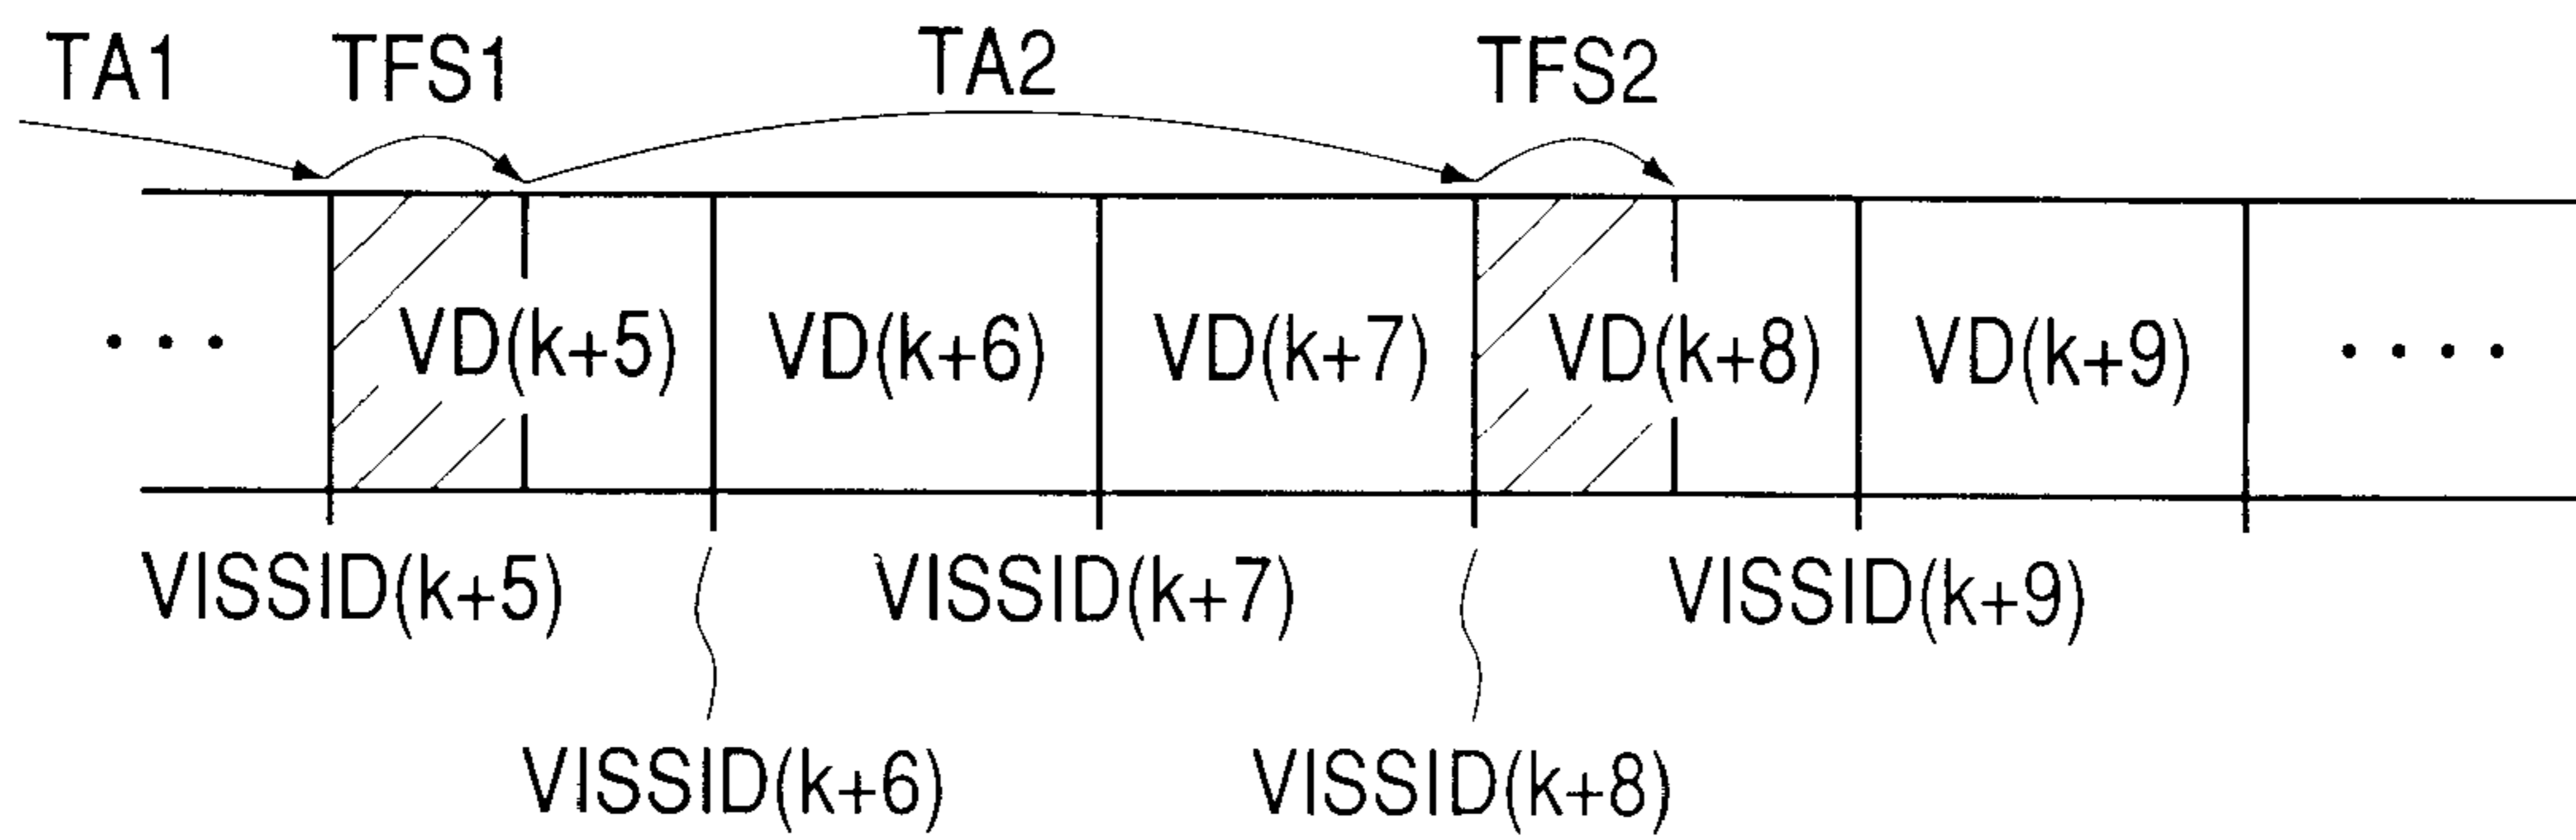 TA1 TFS1 TA2 TFS2
... VD(k+5) VD(k+6) VD(k+7) VD(k+8) VD(k+9) ....
VISSID(k+5) VISSID(k+7) VISSID(k+9)
VISSID(k+6) VISSID(k+8)